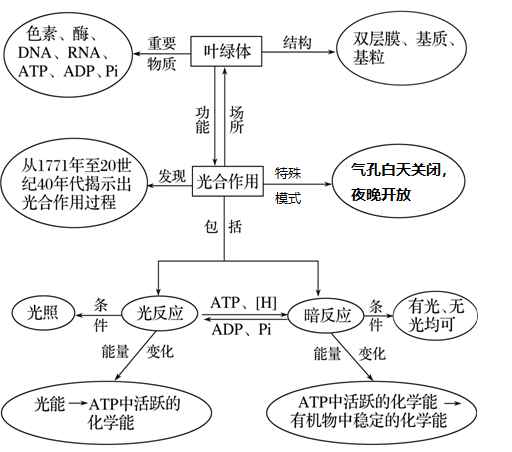 色素、酶、
DNA、RNA、
ATP、ADP、Pi
重要
物质
叶绿体
结构
双层膜、基质、
基粒
功能
场所
从1771年至20世
纪40年代揭示出
光合作用过程
发现
光合作用
特殊
模式
气孔白天关闭，
夜晚开放
包括
光照
条件
光反应
ATP、[H]
ADP、Pi
暗反应
条件
有光、无
光均可
能量 变化
能量 变化
光能→ATP中活跃的
化学能
ATP中活跃的化学能→
有机物中稳定的化学能